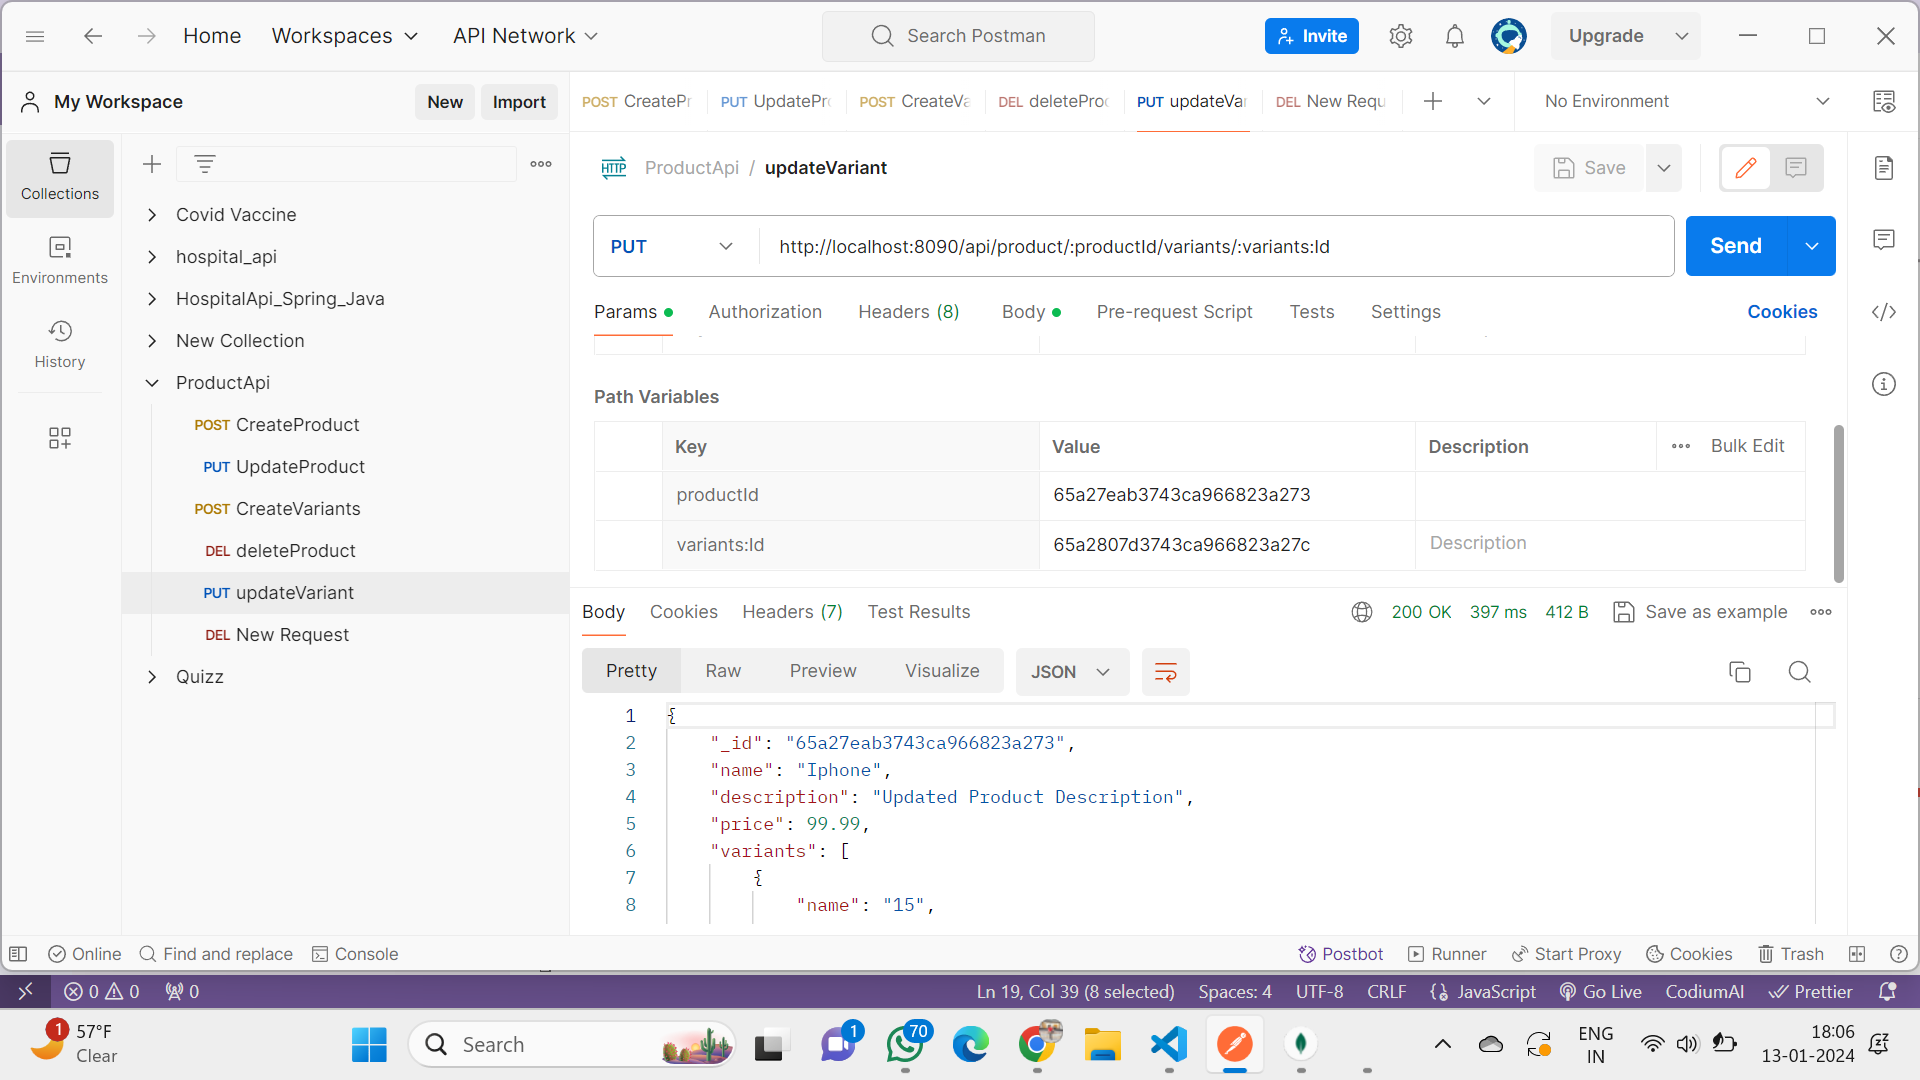 Home
Workspaces
API Network
Search Postman
Invite
Upgrade
My Workspace
New
Import
POST CreatePr
PUT UpdatePr
POST CreateVa
DEL deleteProd
PUT updateVar
DEL New Requ
No Environment
Collections
Environments
History
Covid Vaccine
hospital_api
HospitalApi_Spring_Java
New Collection
ProductApi
POST CreateProduct
PUT UpdateProduct
POST CreateVariants
DEL deleteProduct
PUT updateVariant
DEL New Request
Quizz
HTTP
ProductApi / updateVariant
Save
PUT
http://localhost:8090/api/product/:productId/variants/:variants:Id
Send
Params
Authorization
Headers (8)
Body
Pre-request Script
Tests
Settings
Cookies
Path Variables
Key
Value
Description
Bulk Edit
productId
65a27eab3743ca966823a273
variants:Id
65a2807d3743ca966823a27c
Description
Body
Cookies
Headers (7)
Test Results
200 OK
397 ms
412 B
Save as example
Pretty
Raw
Preview
Visualize
JSON
1 {
2 "_id": "65a27eab3743ca966823a273",
3 "name": "Iphone",
4 "description": "Updated Product Description",
5 "price": 99.99,
6 "variants": [
7 {
8 "name": "15",
Online
Find and replace
Console
Postbot
Runner
Start Proxy
Cookies
Trash
0
0
0
Ln 19, Col 39 (8 selected)
Spaces: 4
UTF-8
CRLF
JavaScript
Go Live
CodiumAI
Prettier
1
57°F
Clear
Search
1
70
ENG
IN
18:06
13-01-2024